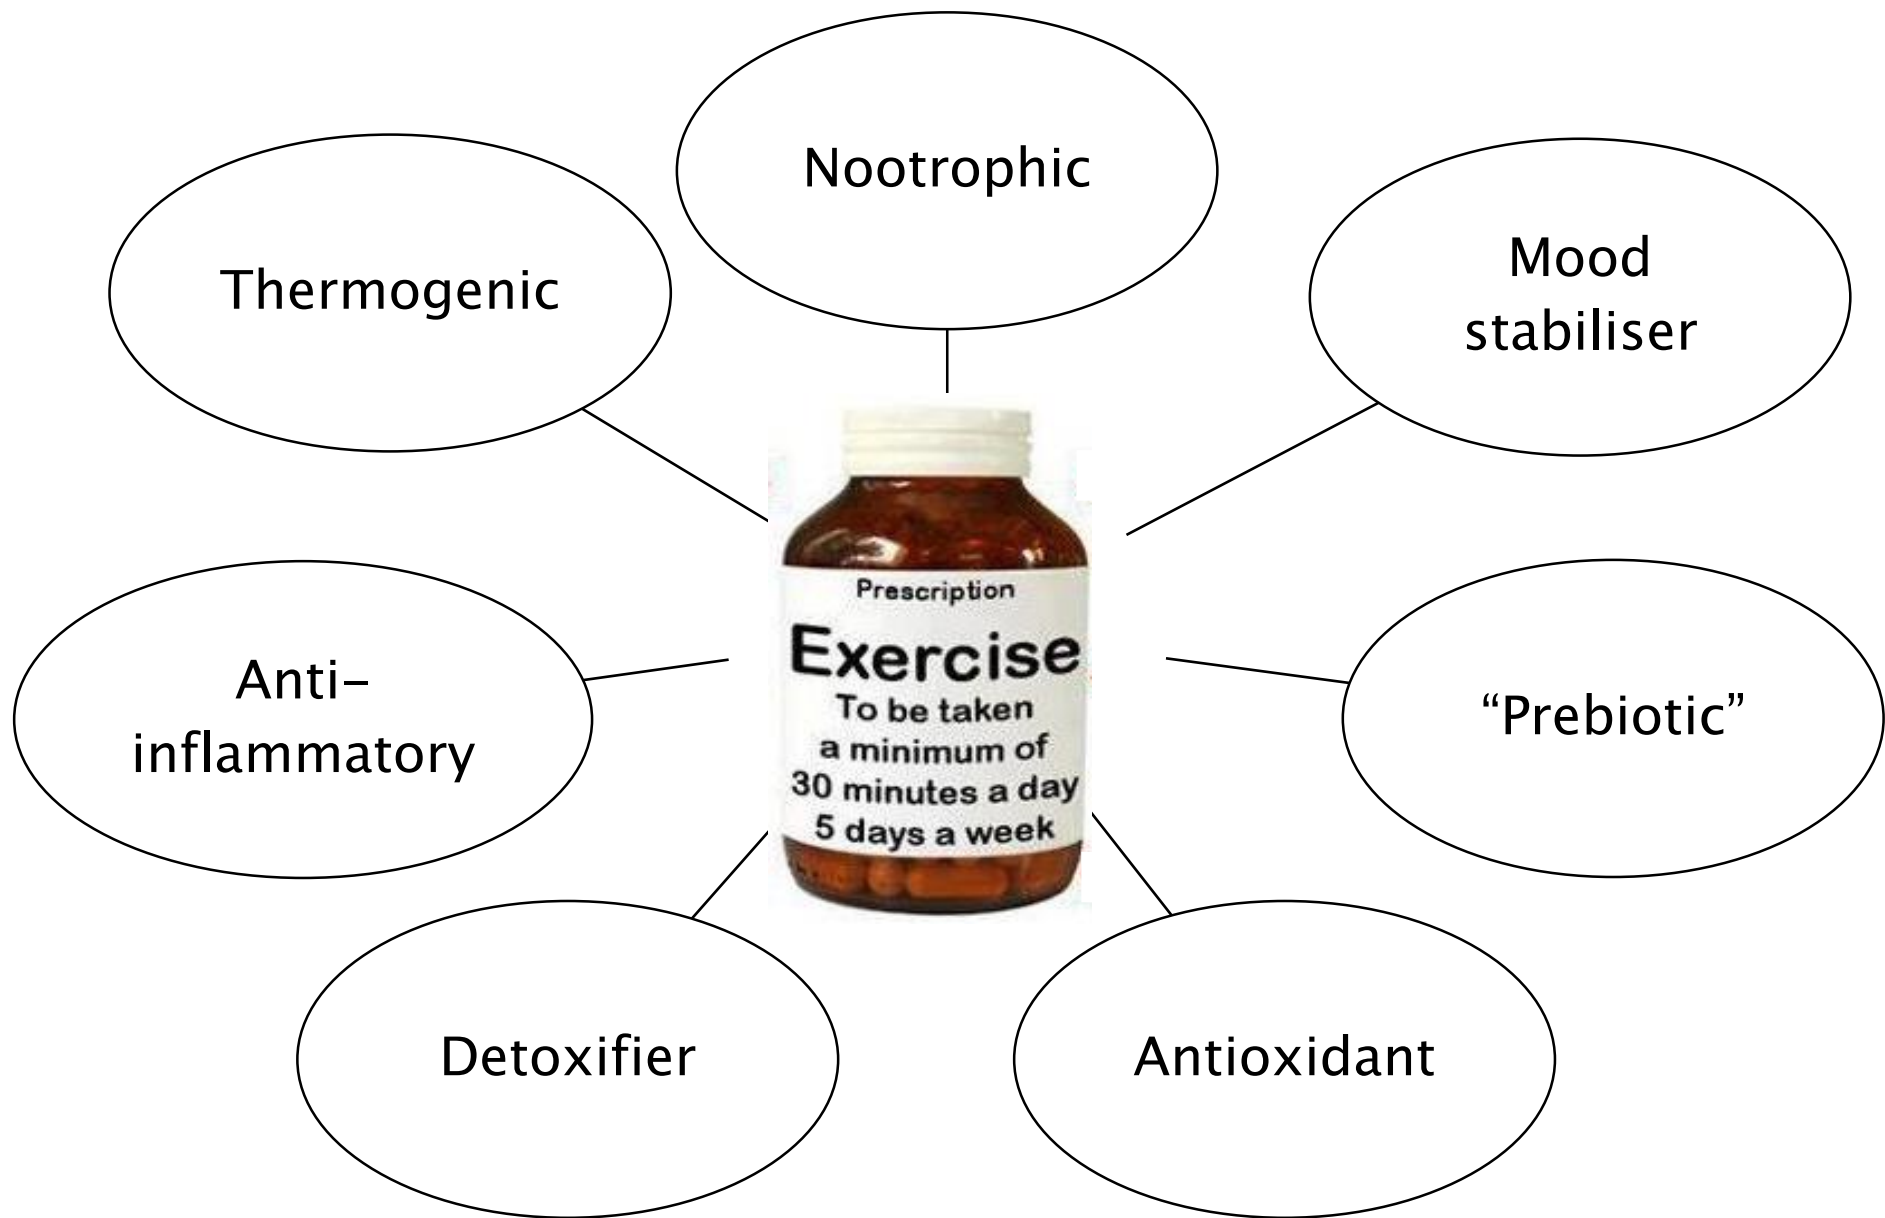 Nootrophic
Thermogenic
Mood
stabiliser
Prescription
Exercise
To be taken
a minimum of
30 minutes a day
5 days a week
Anti-
inflammatory
“Prebiotic”
Detoxifier
Antioxidant